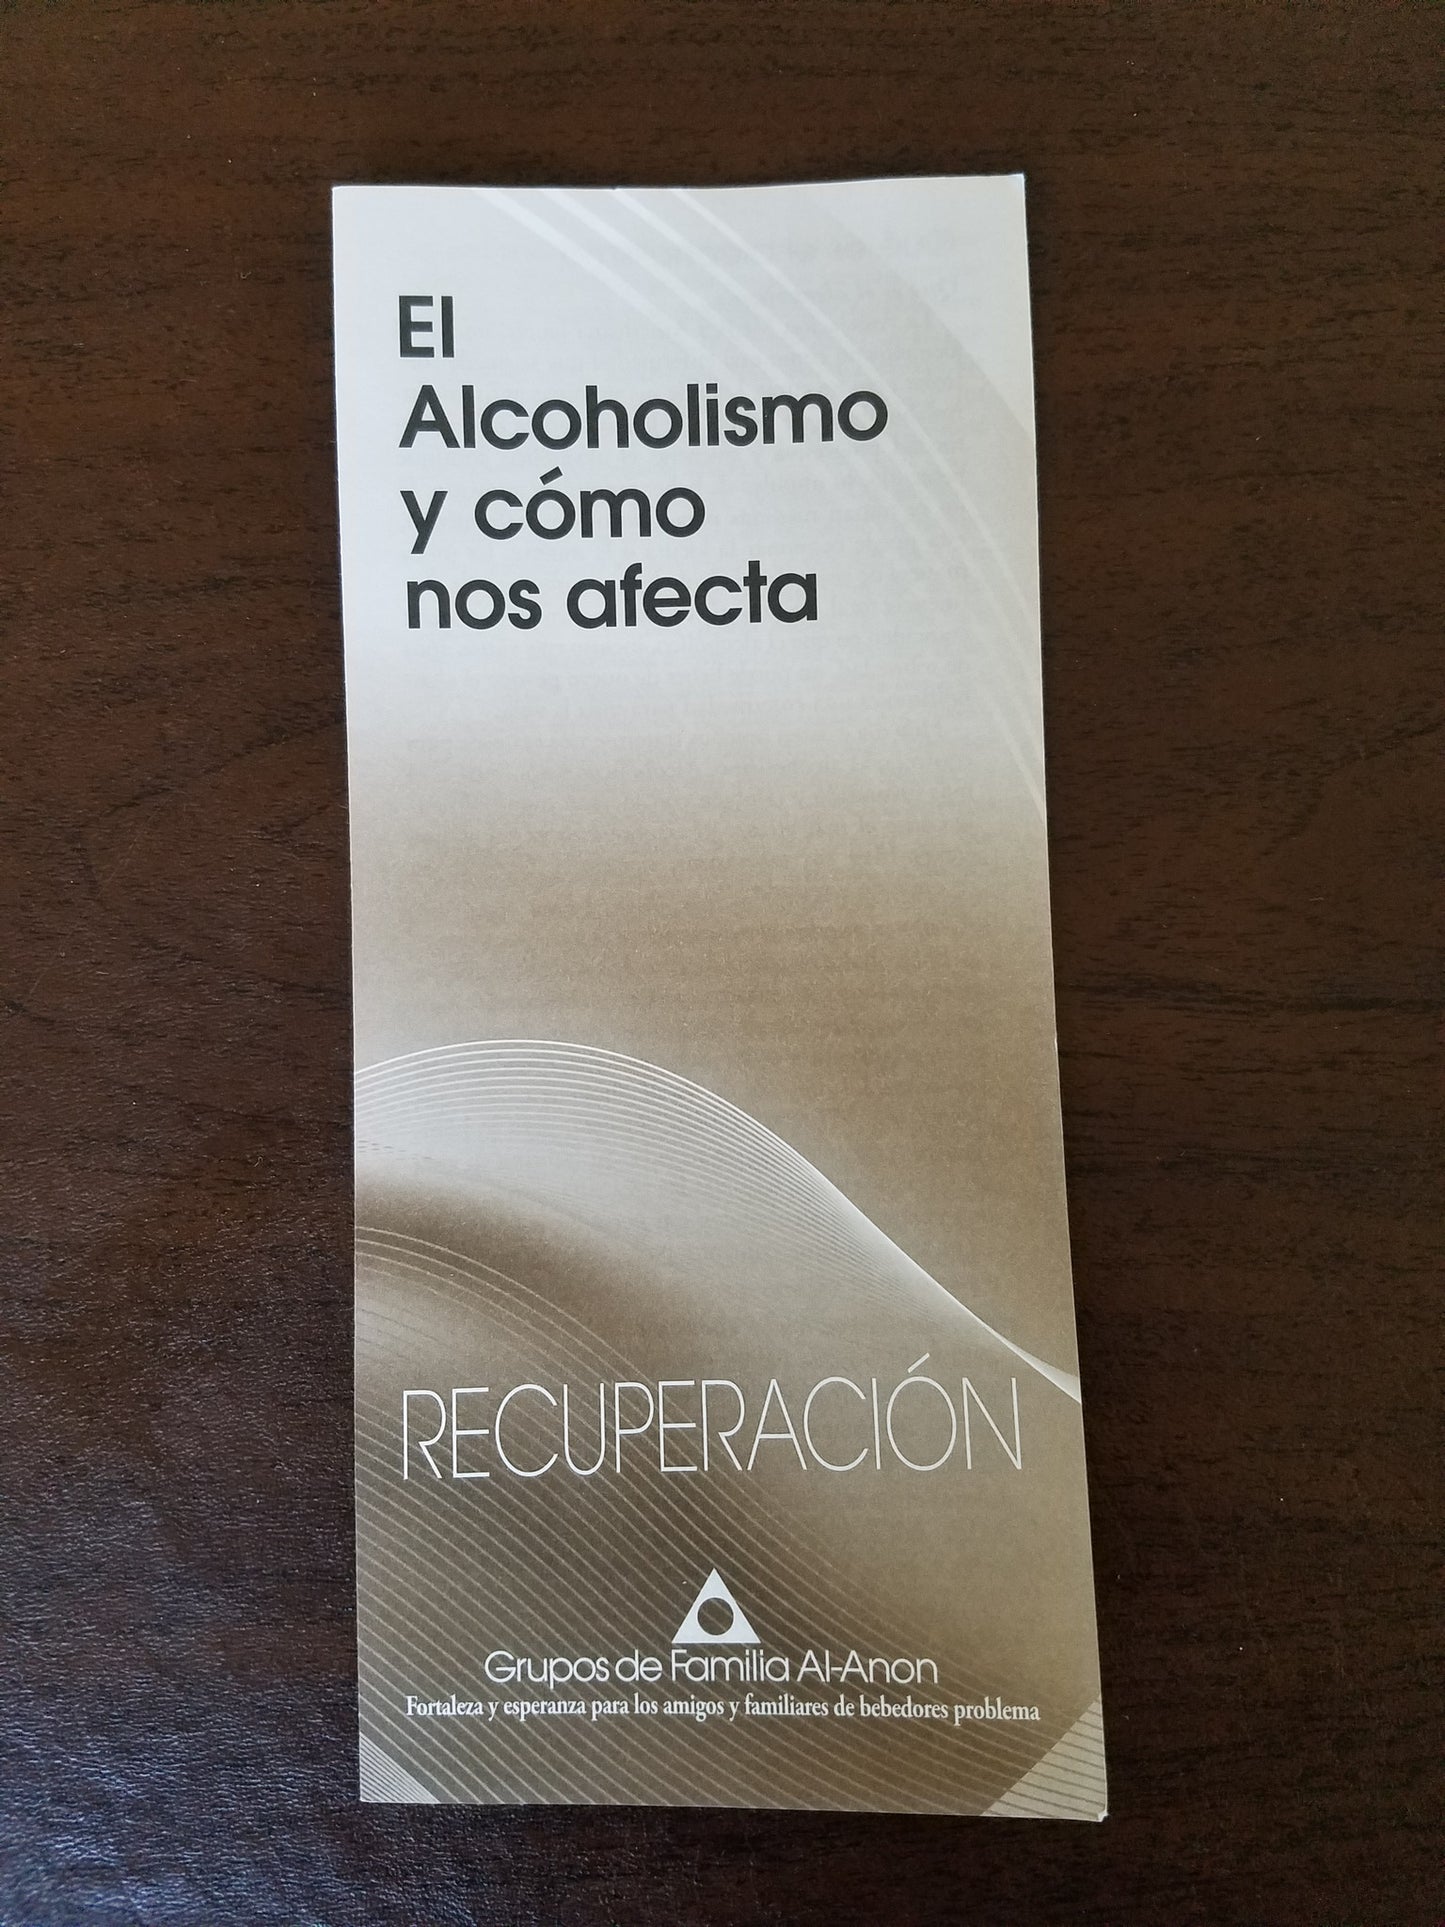 El
Alcoholismo
y cómo
nos afecta
RECUPERACIÓN
Grupos de Familia Al-Anon
Fortaleza y esperanza para los amigos y familiares de bebedores problema